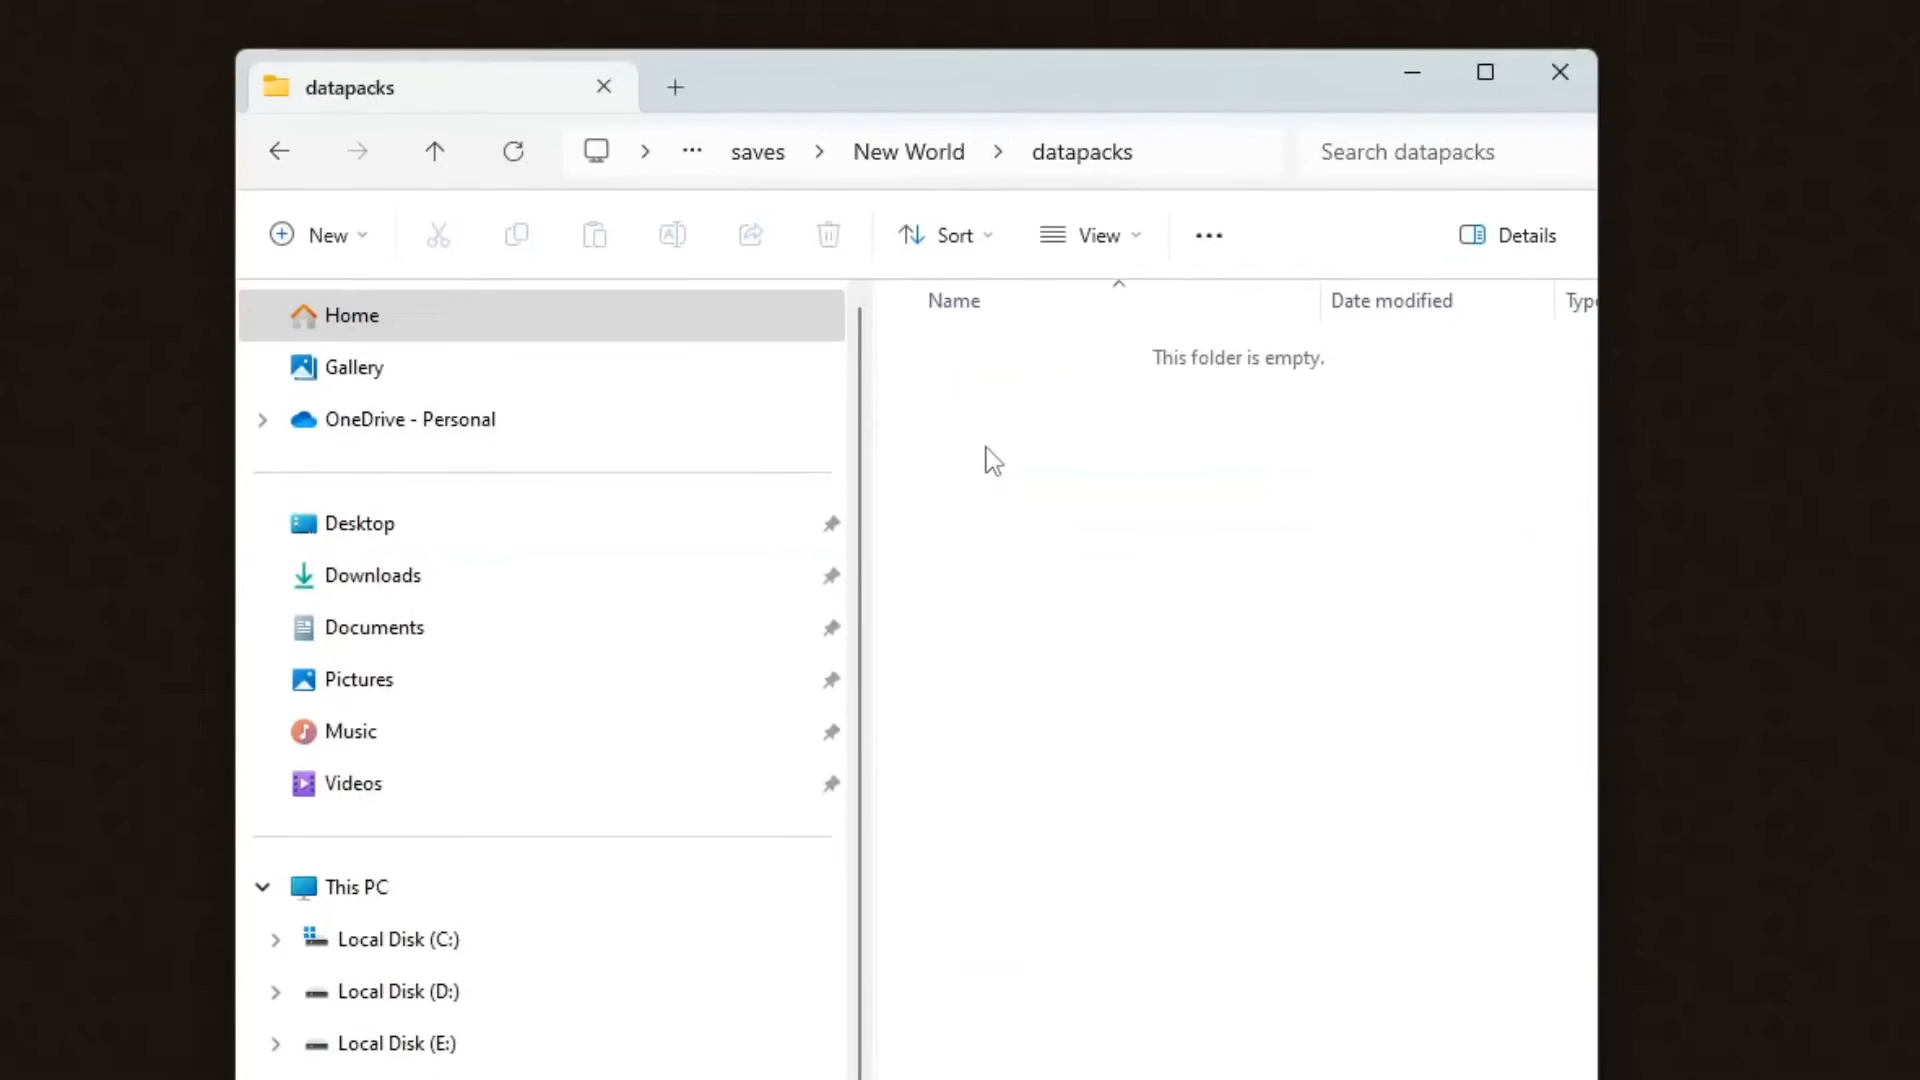 datapacks
saves New World datapacks
Search datapacks
New
Sort
View
Details
Home
Gallery
OneDrive - Personal
Desktop
Downloads
Documents
Pictures
Music
Videos
This PC
Local Disk (C:)
Local Disk (D:)
Local Disk (E:)
Name
Date modified
Typ
This folder is empty.